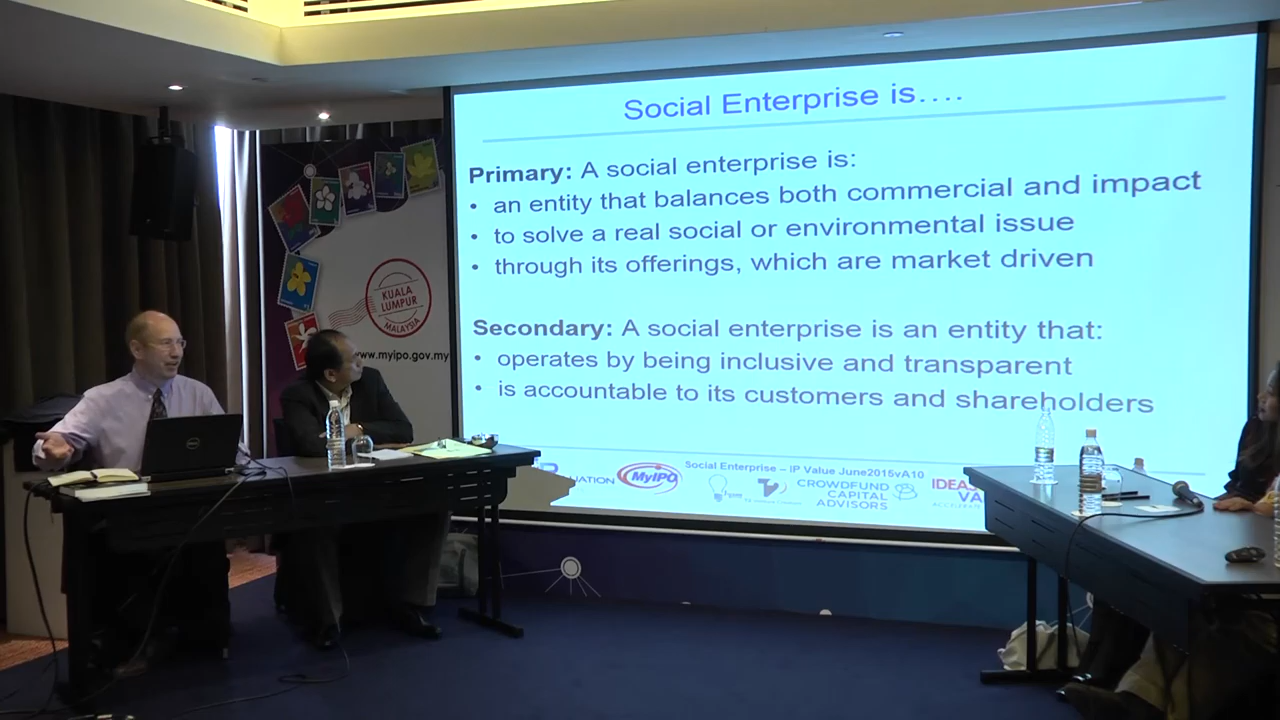 Social Enterprise is....
Primary: A social enterprise is:
• an entity that balances both commercial and impact
• to solve a real social or environmental issue
• through its offerings, which are market driven
Secondary: A social enterprise is an entity that:
• operates by being inclusive and transparent
• is accountable to its customers and shareholders
Social Enterprise – IP Value June2015vA10
MyIPO
CROWDFUND
CAPITAL
ADVISORS
KUALA
LUMPUR
MALAYSIA
www.myipo.gov.my
DELL